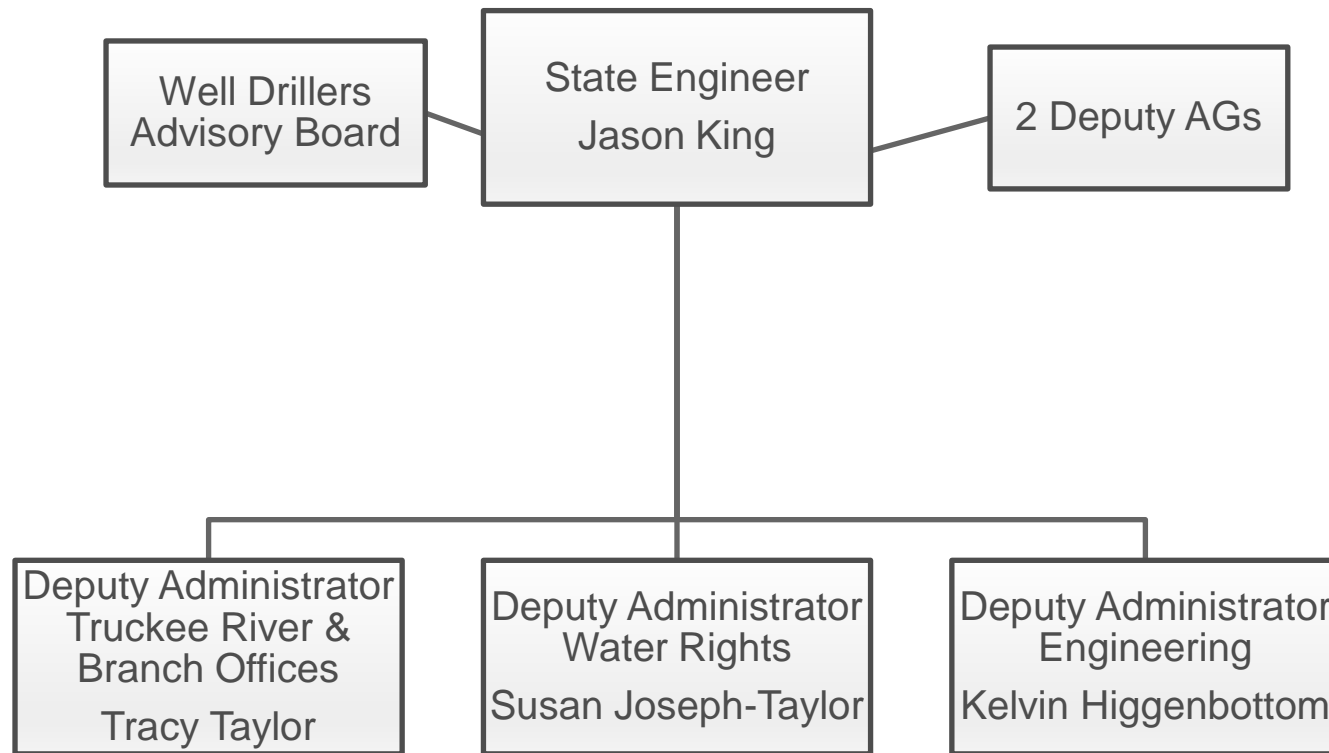 Well Drillers
Advisory Board
State Engineer
Jason King
2 Deputy AGs
Deputy Administrator
Truckee River &
Branch Offices
Tracy Taylor
Deputy Administrator
Water Rights
Susan Joseph-Taylor
Deputy Administrator
Engineering
Kelvin Higgenbottom